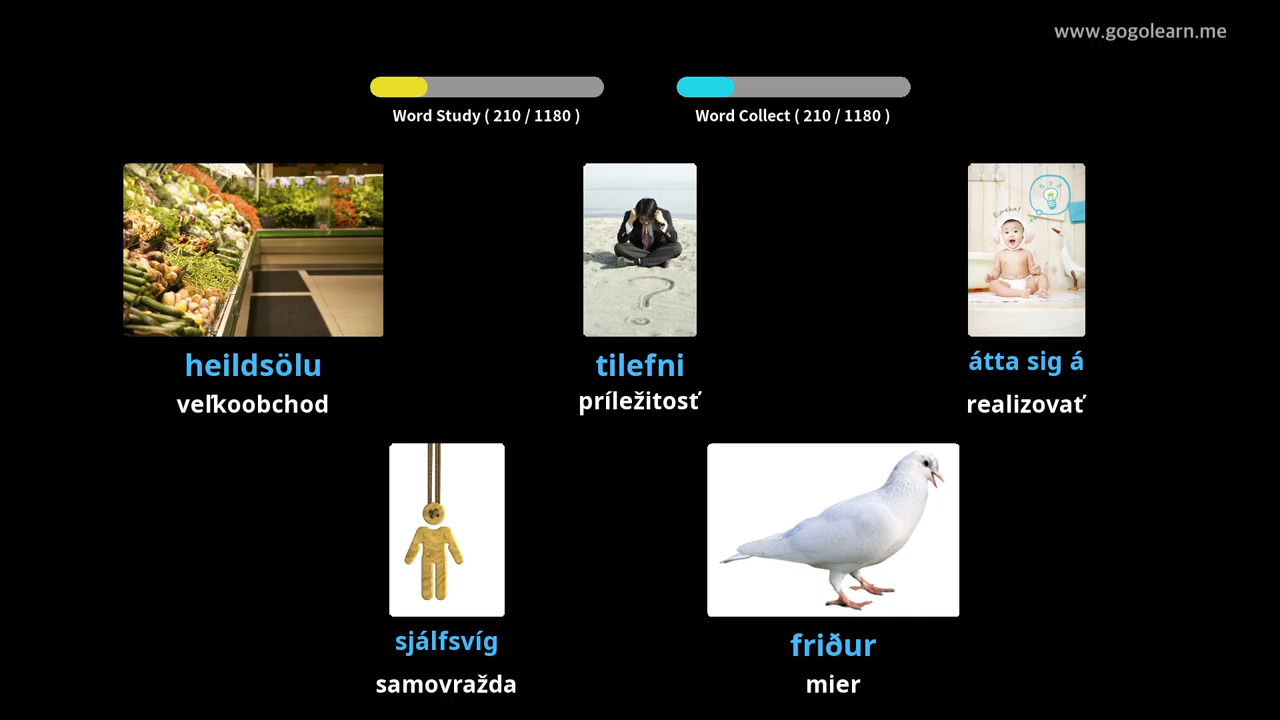 www.gogolearn.me
Word Study ( 210 / 1180 )
Word Collect ( 210 / 1180 )
Eureka!
heildsölu
tilefni
átta sig á
veľkoobchod
príležitosť
realizovať
sjálfsvíg
friður
samovražda
mier